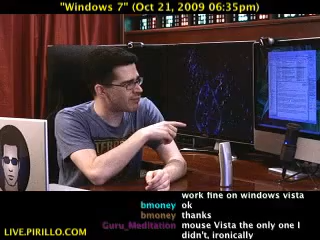 "Windows 7" (Oct 21, 2009 06:35pm)
work fine on windows vista
bmoney ok
bmoney thanks
Guru_Meditation mouse Vista the only one I
didn't, ironically
LIVE.PIRILLO.COM